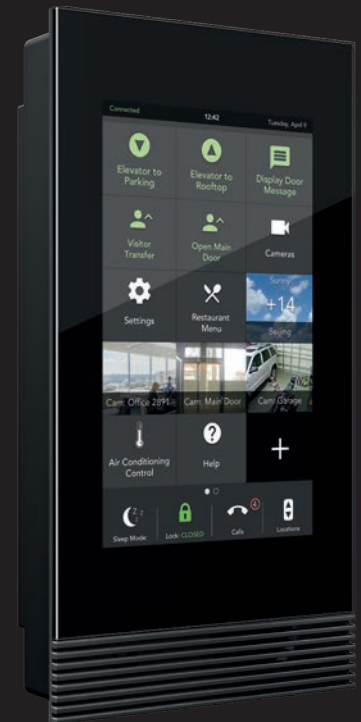 Connected
12:42
Tuesday, April 9
Elevator to
Parking
Elevator to
Rooftop
Display Door
Message
Visitor
Transfer
Open Main
Door
Cameras
Settings
Restaurant
Menu
Sunny
+14
Beijing
Cam: Office 2891
Cam: Main Door
Cam: Garage
Air Conditioning
Control
Help
+
Z z z
Sleep Mode
Lock: CLOSED
4
Calls
Locations